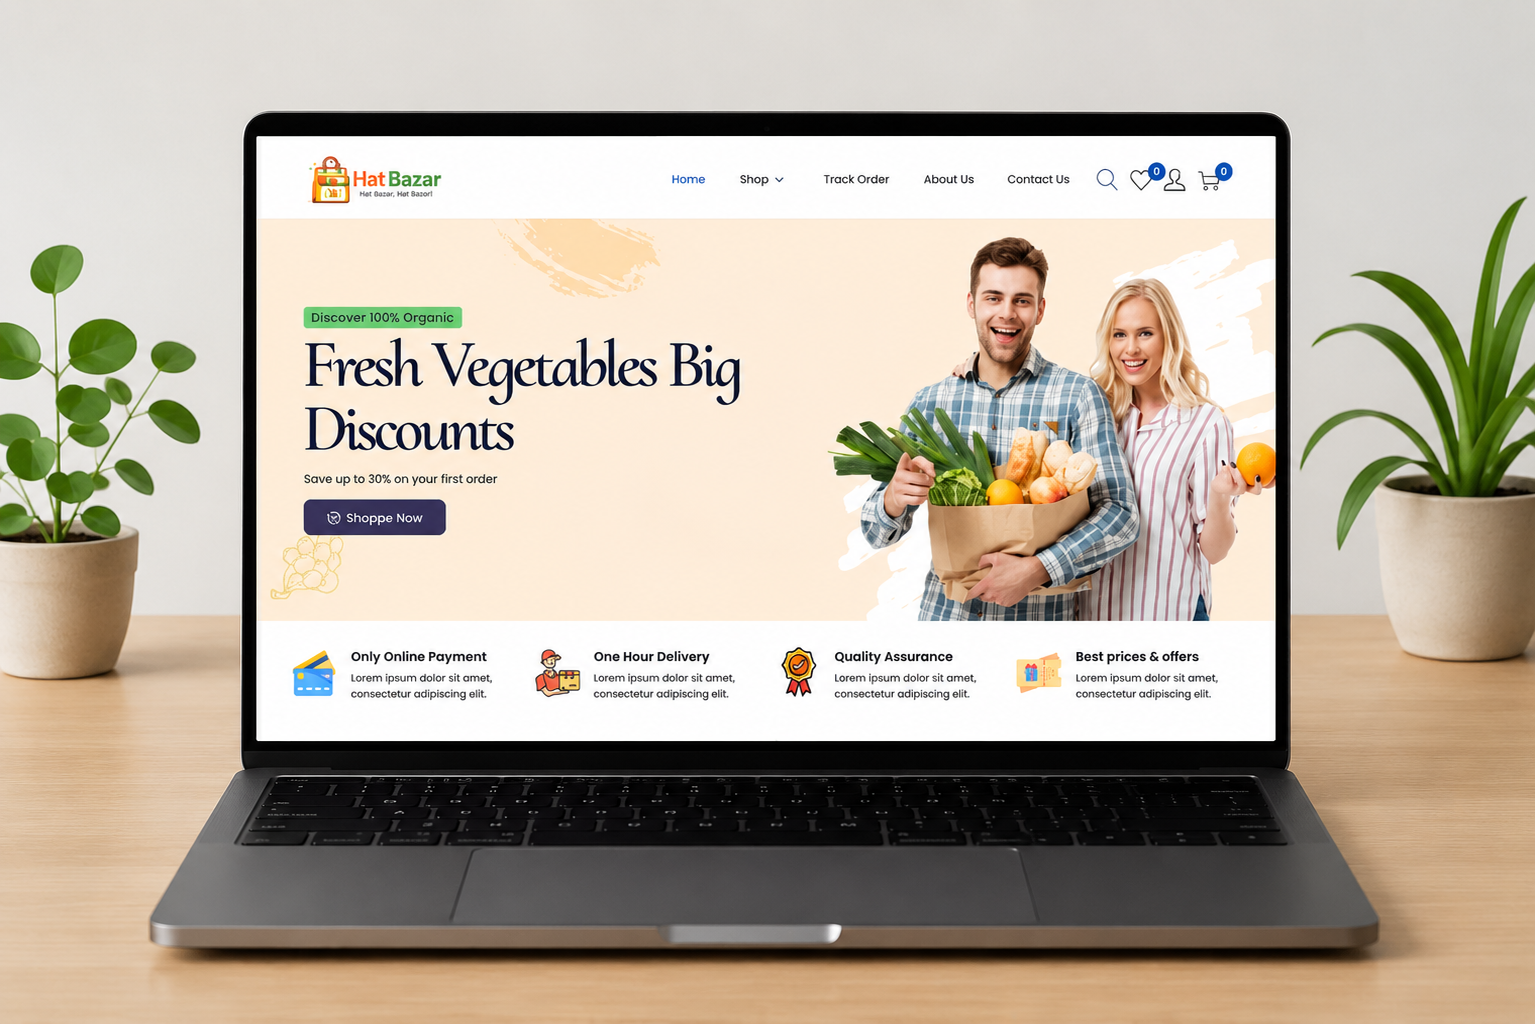 Hat Bazar
Hat Bazar, Hat Bazar!
Home
Shop
Track Order
About Us
Contact Us
0
0
Discover 100% Organic
Fresh Vegetables Big
Discounts
Save up to 30% on your first order
Shoppe Now
Only Online Payment
Lorem ipsum dolor sit amet,
consectetur adipiscing elit.
One Hour Delivery
Lorem ipsum dolor sit amet,
consectetur adipiscing elit.
Quality Assurance
Lorem ipsum dolor sit amet,
consectetur adipiscing elit.
Best prices & offers
Lorem ipsum dolor sit amet,
consectetur adipiscing elit.